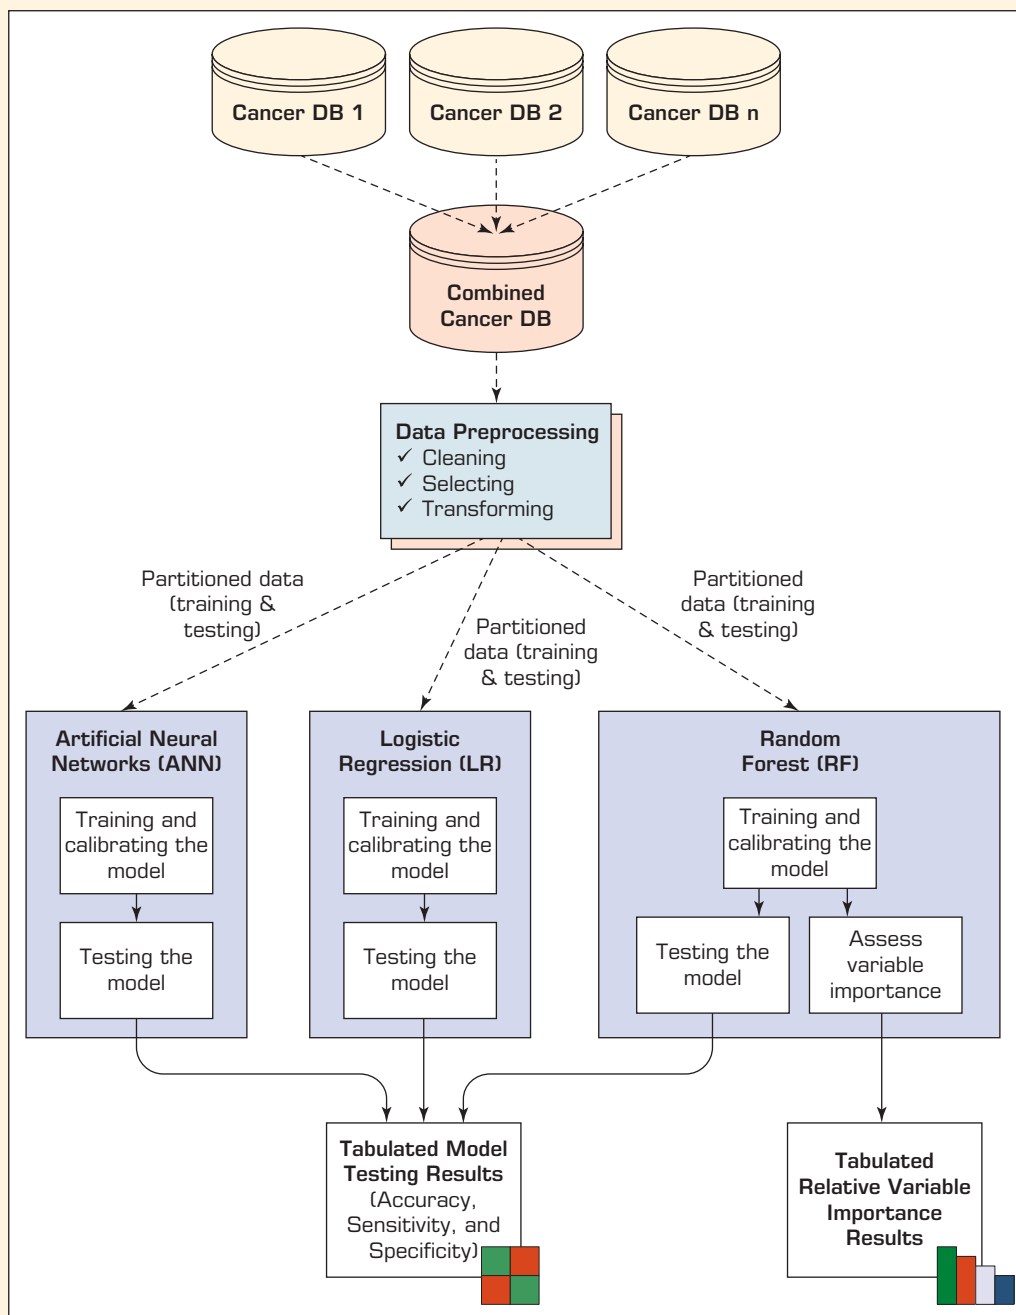 Cancer DB 1
Cancer DB 2
Cancer DB n
Combined
Cancer DB
Data Preprocessing
✓ Cleaning
✓ Selecting
✓ Transforming
Partitioned data
(training &
testing)
Partitioned
data (training
& testing)
Partitioned
data (training
& testing)
Artificial Neural
Networks (ANN)
Training and
calibrating the
model
Testing the
model
Logistic
Regression (LR)
Training and
calibrating the
model
Testing the
model
Random
Forest (RF)
Training and
calibrating the
model
Testing the
model
Assess
variable
importance
Tabulated Model
Testing Results
(Accuracy,
Sensitivity, and
Specificity)
Tabulated
Relative Variable
Importance
Results